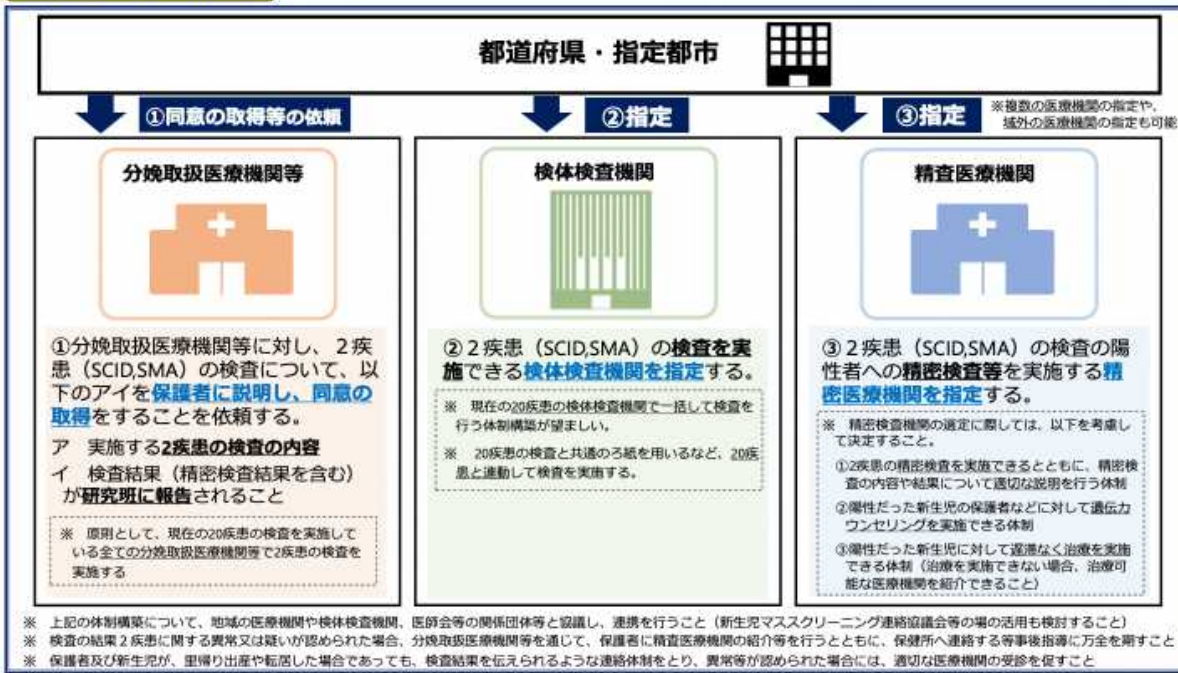 都道府県・指定都市
①同意の取得等の依頼
②指定
③指定
※複数の医療機関の指定や、
域外の医療機関の指定も可能
分娩取扱医療機関等
①分娩取扱医療機関等に対し、２疾
患（SCID,SMA）の検査について、以
下のアイを保護者に説明し、同意の
取得をすることを依頼する。
ア　実施する2疾患の検査の内容
イ　検査結果（精密検査結果を含む）
が研究班に報告されること
※　原則として、現在の20疾患の検査を実施して
いる全ての分娩取扱医療機関等で2疾患の検査を
実施する
検体検査機関
②２疾患（SCID,SMA）の検査を実
施できる検体検査機関を指定する。
※　現在の20疾患の検体検査機関で一括して検査を
行う体制構築が望ましい。
※　20疾患の検査と共通のろ紙を用いるなど、20疾
患と連動して検査を実施する。
精査医療機関
③２疾患（SCID,SMA）の検査の陽
性者への精密検査等を実施する精
密医療機関を指定する。
※　精密検査機関の選定に際しては、以下を考慮し
て決定すること。
①2疾患の精密検査を実施できるとともに、精密検
査の内容や結果について適切な説明を行う体制
②陽性だった新生児の保護者などに対して遺伝カ
ウンセリングを実施できる体制
③陽性だった新生児に対して遅滞なく治療を実施
できる体制（治療を実施できない場合、治療可
能な医療機関を紹介できること）
※　上記の体制構築について、地域の医療機関や検体検査機関、医師会等の関係団体等と協議し、連携を行うこと（新生児マススクリーニング連絡協議会等の場の活用も検討すること）
※　検査の結果２疾患に関する異常又は疑いが認められた場合、分娩取扱医療機関等を通じて、保護者に精査医療機関の紹介等を行うとともに、保健所へ連絡する等事後指導に万全を期すこと
※　保護者及び新生児が、里帰り出産や転居した場合であっても、検査結果を伝えられるような連絡体制をとり、異常等が認められた場合には、適切な医療機関の受診を促すこと